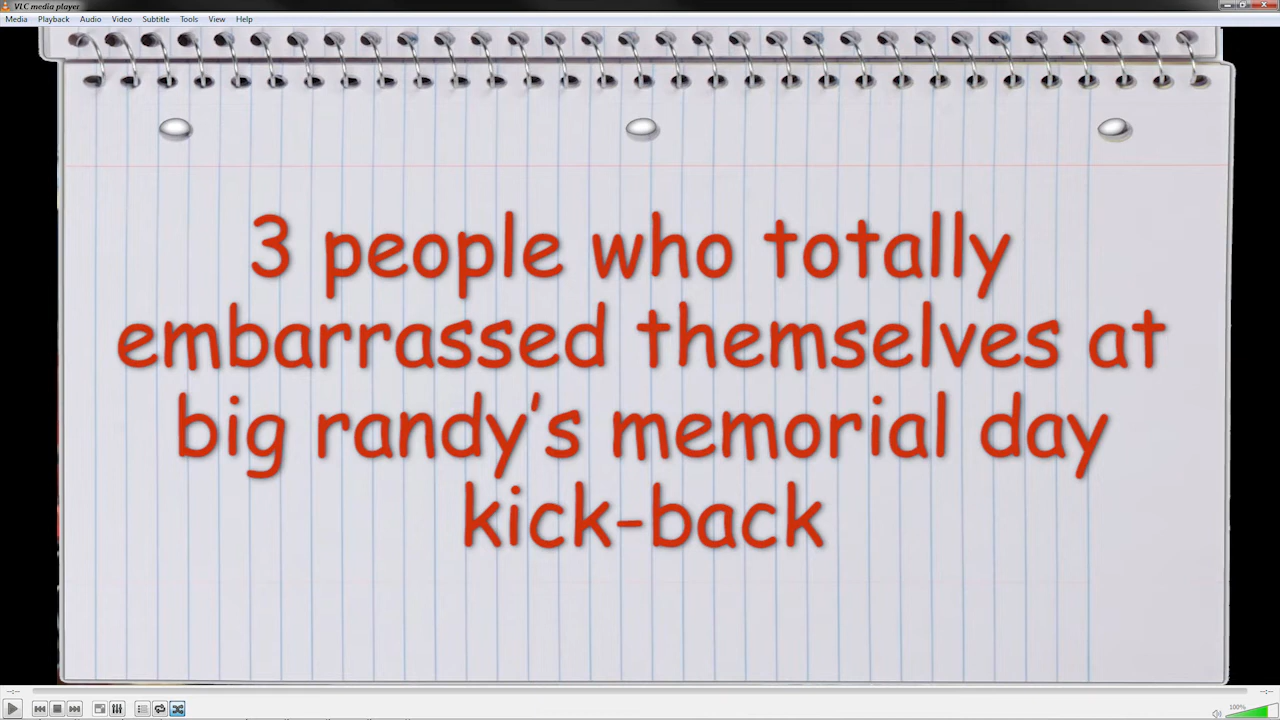 VLC media player
Media Playback Audio Video Subtitle Tools View Help
3 people who totally
embarrassed themselves at
big randy's memorial day
kick-back
--:-- --:--
100%